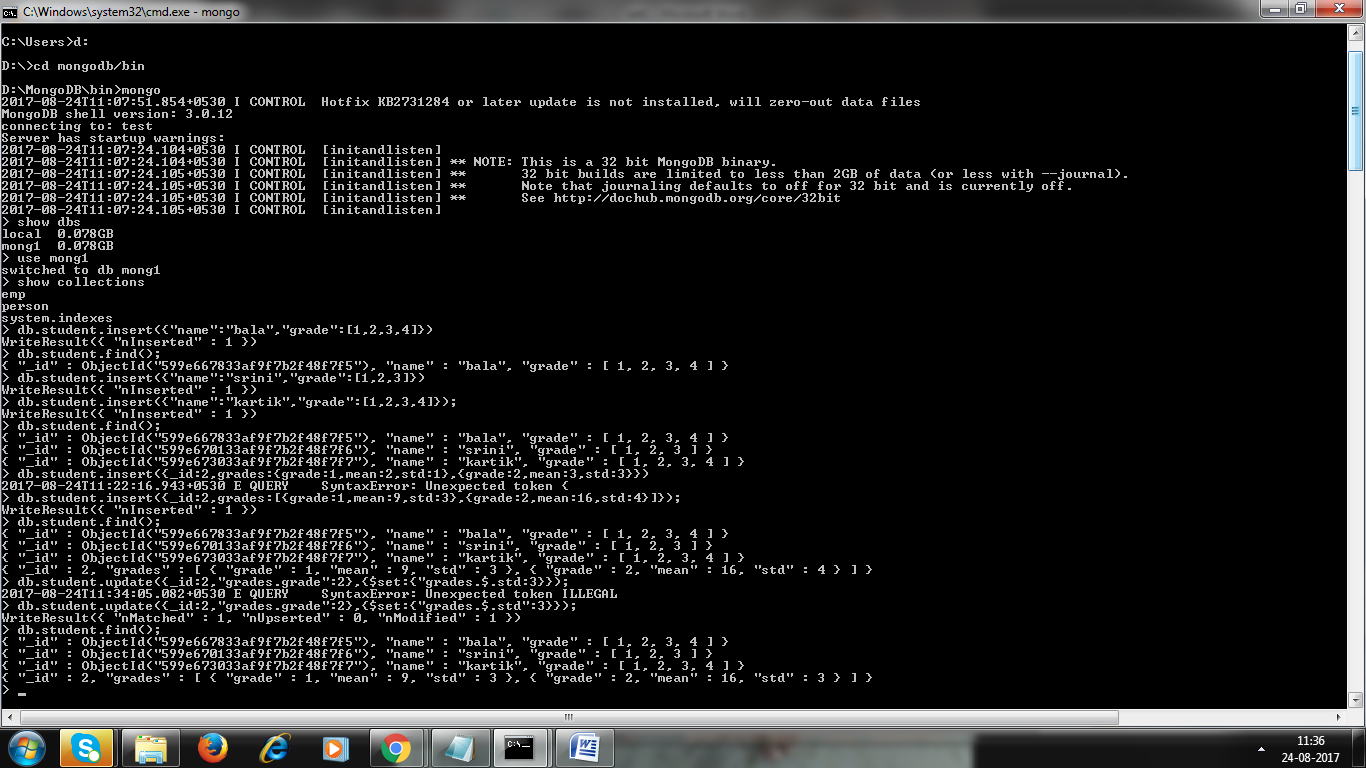 C:\Windows\system32\cmd.exe - mongo
C:\Users>d:
D:\>cd mongodb/bin
D:\MongoDB\bin>mongo
2017-08-24T11:07:51.854+0530 I CONTROL  Hotfix KB2731284 or later update is not installed, will zero-out data files
MongoDB shell version: 3.0.12
connecting to: test
Server has startup warnings:
2017-08-24T11:07:24.104+0530 I CONTROL  [initandlisten]
2017-08-24T11:07:24.104+0530 I CONTROL  [initandlisten] ** NOTE: This is a 32 bit MongoDB binary.
2017-08-24T11:07:24.105+0530 I CONTROL  [initandlisten] **       32 bit builds are limited to less than 2GB of data (or less with --journal).
2017-08-24T11:07:24.105+0530 I CONTROL  [initandlisten] **       Note that journaling defaults to off for 32 bit and is currently off.
2017-08-24T11:07:24.105+0530 I CONTROL  [initandlisten] **       See http://dochub.mongodb.org/core/32bit
2017-08-24T11:07:24.105+0530 I CONTROL  [initandlisten]
> show dbs
local  0.078GB
mong1  0.078GB
> use mong1
switched to db mong1
> show collections
emp
person
system.indexes
> db.student.insert({"name":"bala","grade":[1,2,3,4]})
WriteResult({ "nInserted" : 1 })
> db.student.find();
{ "_id" : ObjectId("599e667833af9f7b2f48f7f5"), "name" : "bala", "grade" : [ 1, 2, 3, 4 ] }
> db.student.insert({"name":"srini","grade":[1,2,3]})
WriteResult({ "nInserted" : 1 })
> db.student.insert({"name":"kartik","grade":[1,2,3,4]});
WriteResult({ "nInserted" : 1 })
> db.student.find();
{ "_id" : ObjectId("599e667833af9f7b2f48f7f5"), "name" : "bala", "grade" : [ 1, 2, 3, 4 ] }
{ "_id" : ObjectId("599e670133af9f7b2f48f7f6"), "name" : "srini", "grade" : [ 1, 2, 3 ] }
{ "_id" : ObjectId("599e673033af9f7b2f48f7f7"), "name" : "kartik", "grade" : [ 1, 2, 3, 4 ] }
> db.student.insert({_id:2,grades:{grade:1,mean:2,std:1},{grade:2,mean:3,std:3}})
2017-08-24T11:22:16.943+0530 E QUERY    SyntaxError: Unexpected token {
> db.student.insert({_id:2,grades:[{grade:1,mean:9,std:3},{grade:2,mean:16,std:4}]});
WriteResult({ "nInserted" : 1 })
> db.student.find();
{ "_id" : ObjectId("599e667833af9f7b2f48f7f5"), "name" : "bala", "grade" : [ 1, 2, 3, 4 ] }
{ "_id" : ObjectId("599e670133af9f7b2f48f7f6"), "name" : "srini", "grade" : [ 1, 2, 3 ] }
{ "_id" : ObjectId("599e673033af9f7b2f48f7f7"), "name" : "kartik", "grade" : [ 1, 2, 3, 4 ] }
{ "_id" : 2, "grades" : [ { "grade" : 1, "mean" : 9, "std" : 3 }, { "grade" : 2, "mean" : 16, "std" : 4 } ] }
> db.student.update({_id:2,"grades.grade":2},{$set:{"grades.$.std:3}});
2017-08-24T11:34:05.082+0530 E QUERY    SyntaxError: Unexpected token ILLEGAL
> db.student.update({_id:2,"grades.grade":2},{$set:{"grades.$.std":3}});
WriteResult({ "nMatched" : 1, "nUpserted" : 0, "nModified" : 1 })
> db.student.find();
{ "_id" : ObjectId("599e667833af9f7b2f48f7f5"), "name" : "bala", "grade" : [ 1, 2, 3, 4 ] }
{ "_id" : ObjectId("599e670133af9f7b2f48f7f6"), "name" : "srini", "grade" : [ 1, 2, 3 ] }
{ "_id" : ObjectId("599e673033af9f7b2f48f7f7"), "name" : "kartik", "grade" : [ 1, 2, 3, 4 ] }
{ "_id" : 2, "grades" : [ { "grade" : 1, "mean" : 9, "std" : 3 }, { "grade" : 2, "mean" : 16, "std" : 3 } ] }
> _
11:36
24-08-2017